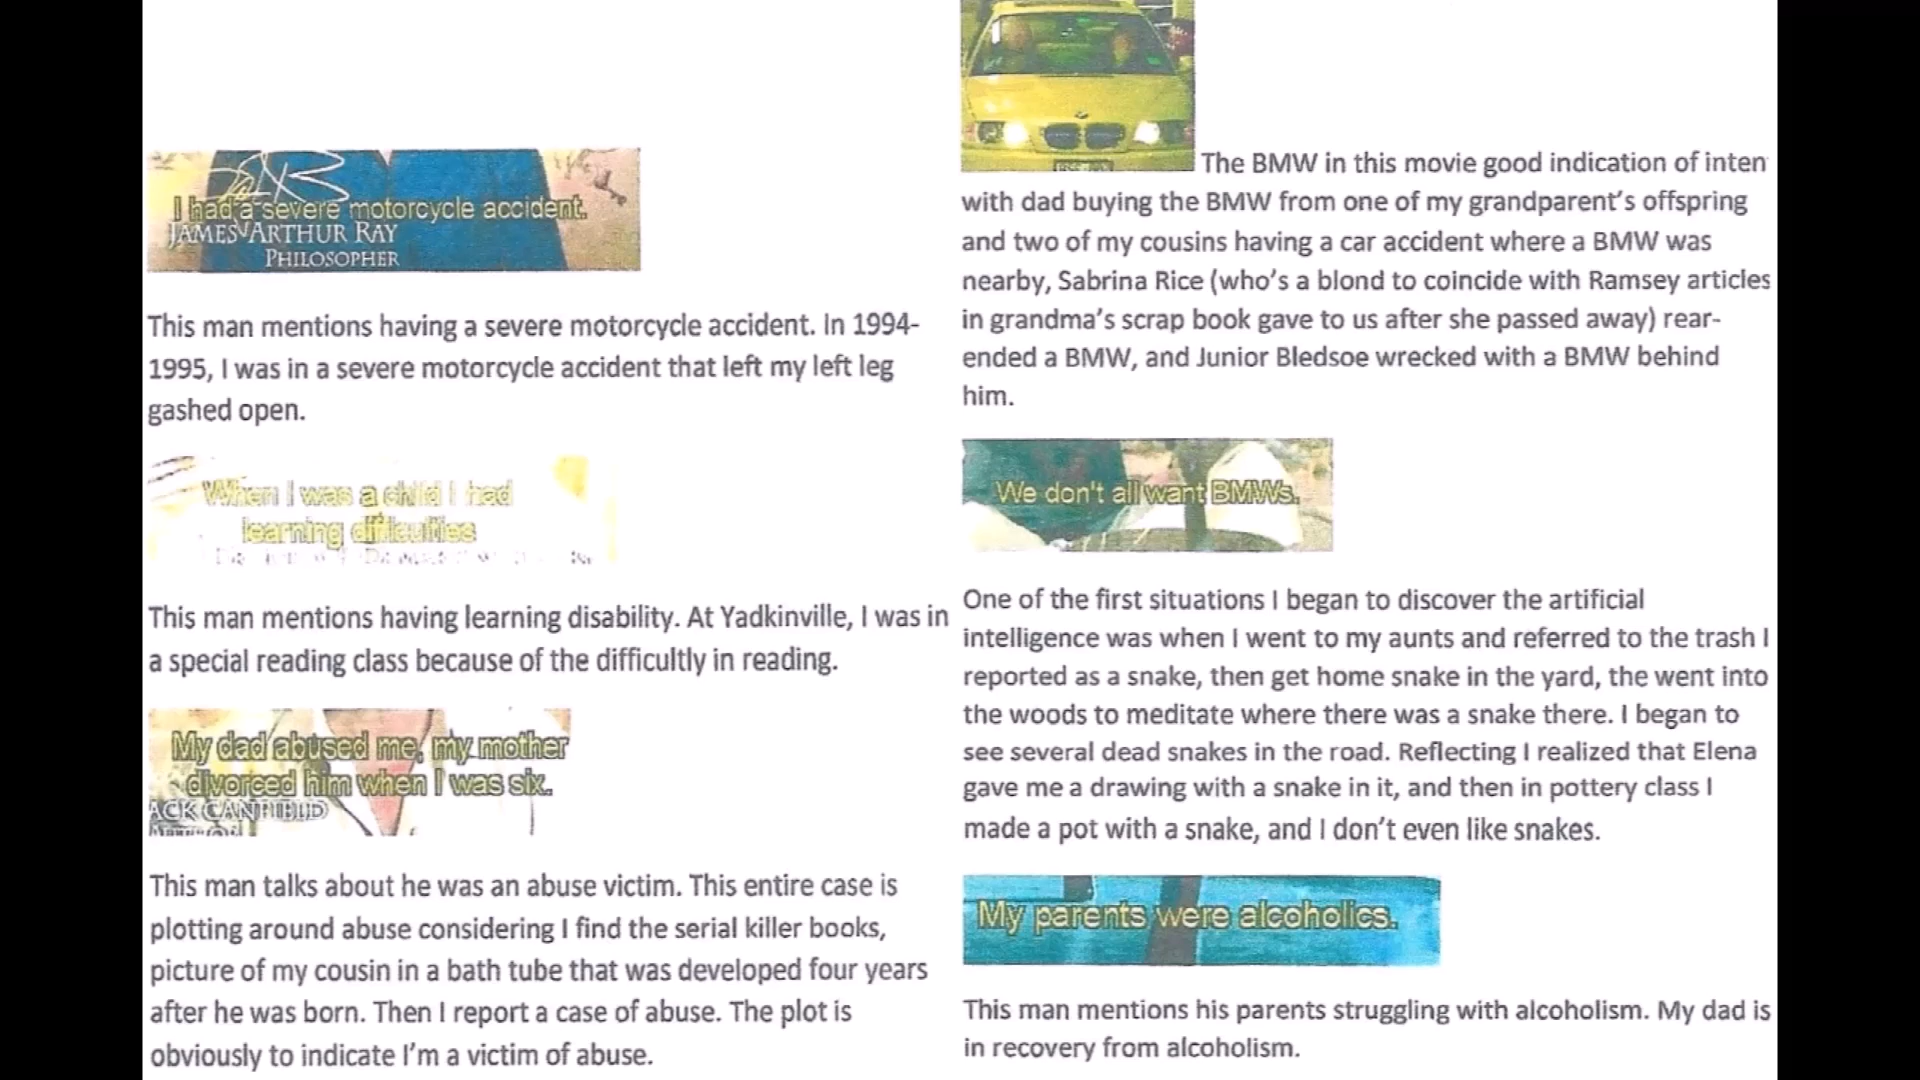 I had a severe motorcycle accident.
JAMES ARTHUR RAY
PHILOSOPHER
This man mentions having a severe motorcycle accident. In 1994-
1995, I was in a severe motorcycle accident that left my left leg
gashed open.
When I was a child I had
learning difficulties
This man mentions having learning disability. At Yadkinville, I was in
a special reading class because of the difficultly in reading.
My dad abused me, my mother
divorced him when I was six.
ACK CANFIELD
This man talks about he was an abuse victim. This entire case is
plotting around abuse considering I find the serial killer books,
picture of my cousin in a bath tube that was developed four years
after he was born. Then I report a case of abuse. The plot is
obviously to indicate I'm a victim of abuse.
The BMW in this movie good indication of inten
with dad buying the BMW from one of my grandparent's offspring
and two of my cousins having a car accident where a BMW was
nearby, Sabrina Rice (who's a blond to coincide with Ramsey articles
in grandma's scrap book gave to us after she passed away) rear-
ended a BMW, and Junior Bledsoe wrecked with a BMW behind
him.
We don't all want BMWs.
One of the first situations I began to discover the artificial
intelligence was when I went to my aunts and referred to the trash I
reported as a snake, then get home snake in the yard, the went into
the woods to meditate where there was a snake there. I began to
see several dead snakes in the road. Reflecting I realized that Elena
gave me a drawing with a snake in it, and then in pottery class I
made a pot with a snake, and I don't even like snakes.
My parents were alcoholics.
This man mentions his parents struggling with alcoholism. My dad is
in recovery from alcoholism.